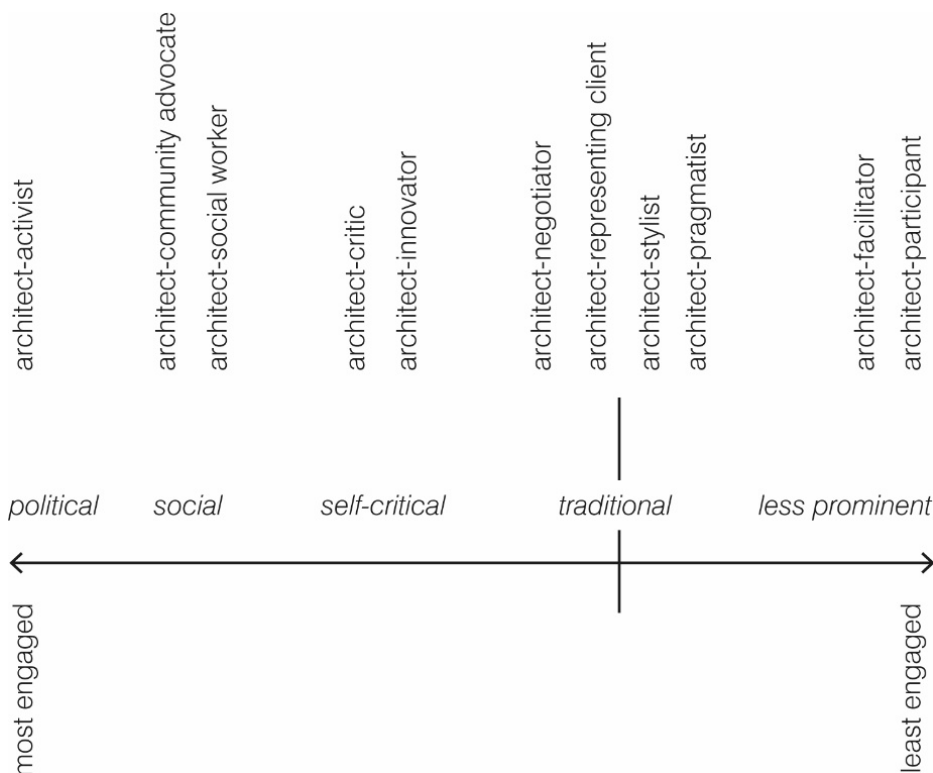 architect-activist
architect-community advocate
architect-social worker
architect-critic
architect-innovator
architect-negotiator
architect-representing client
architect-stylist
architect-pragmatist
architect-facilitator
architect-participant
political
social
self-critical
traditional
less prominent
most engaged
least engaged